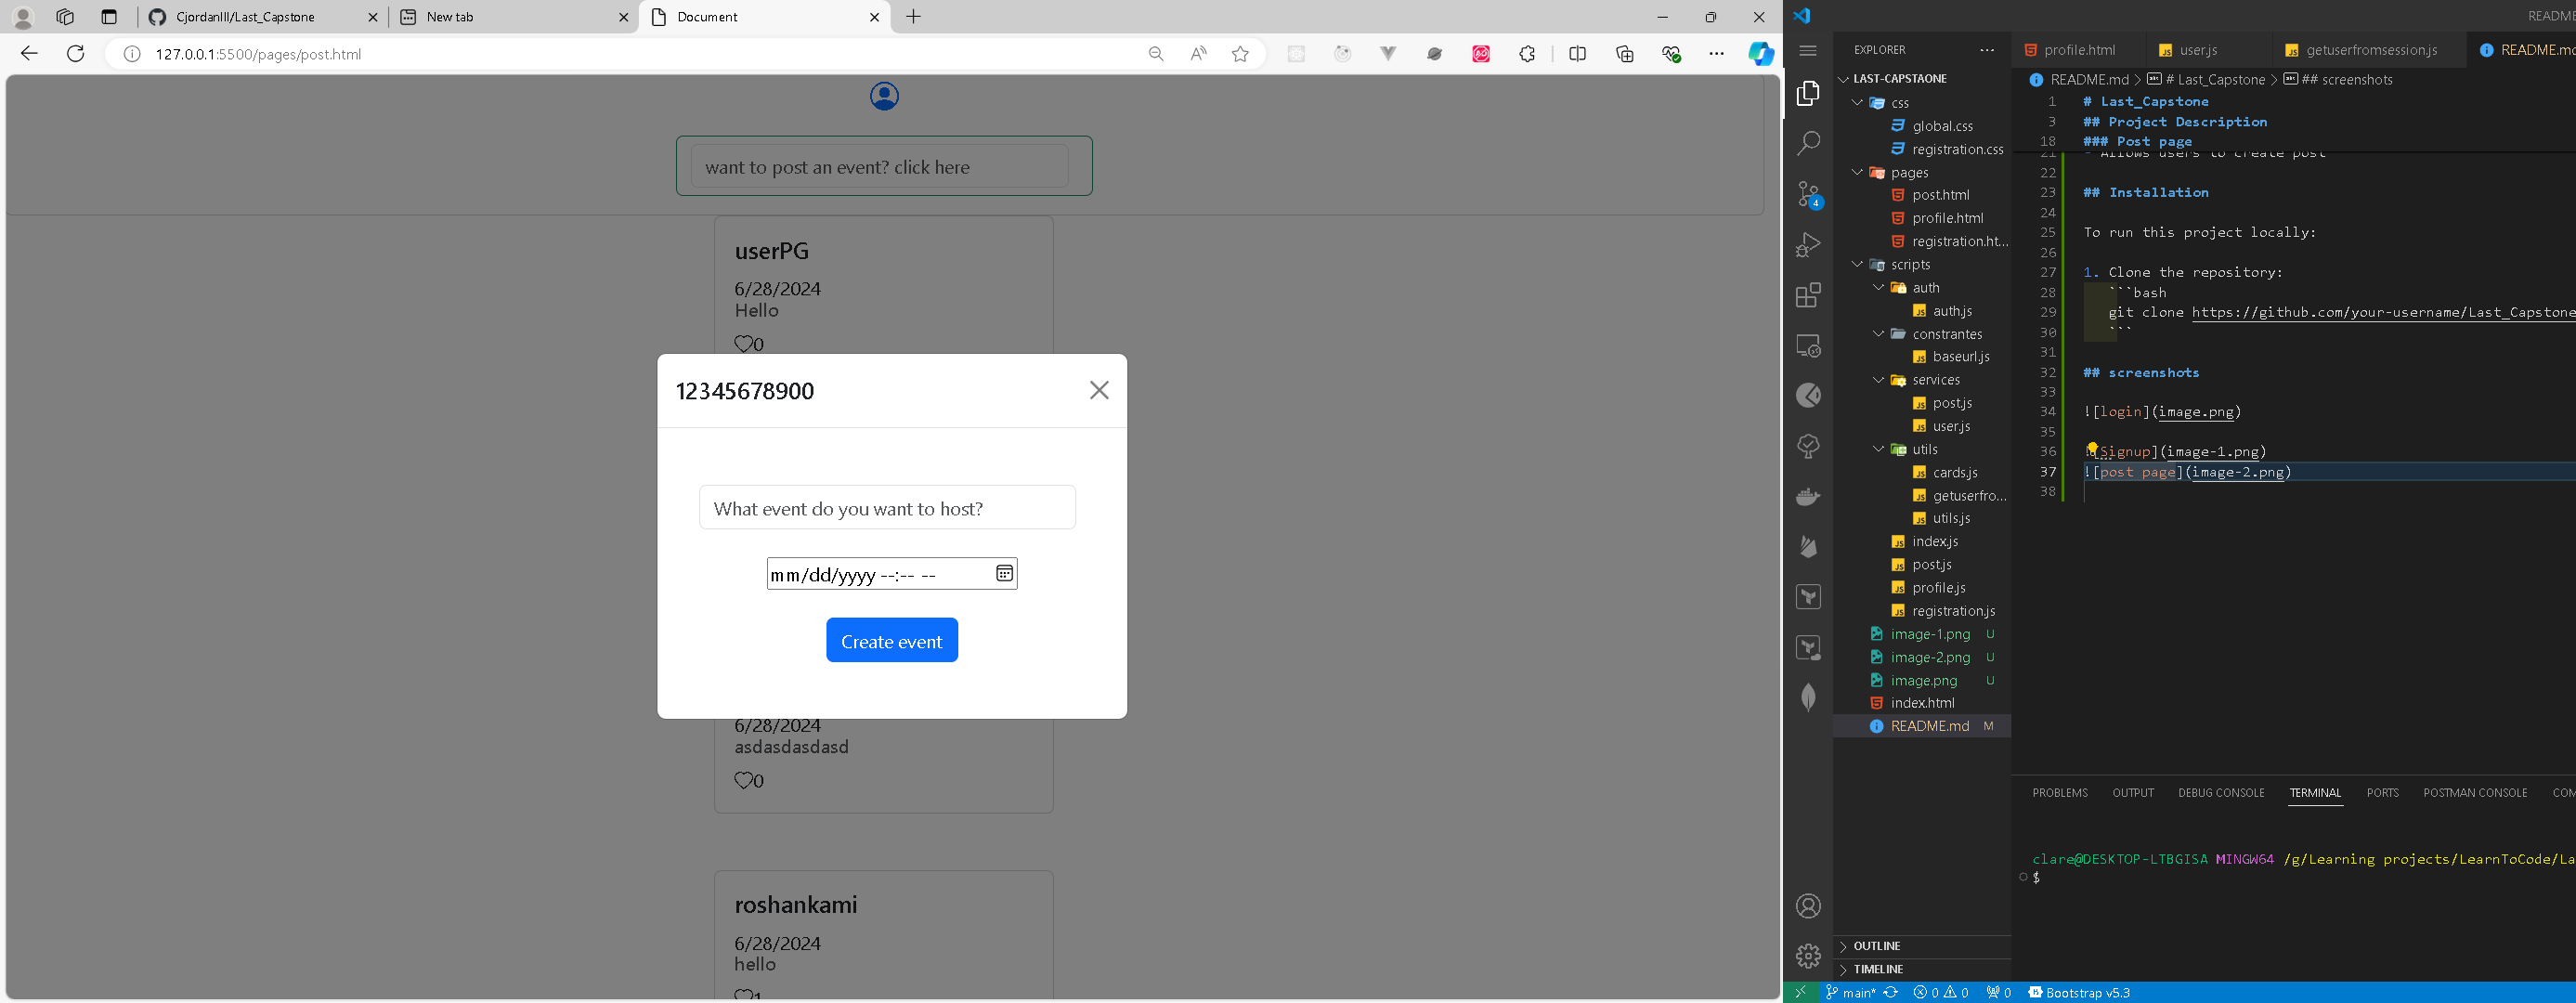 CjordanIII/Last_Capstone
New tab
Document
127.0.0.1:5500/pages/post.html
want to post an event? click here
userPG
6/28/2024
Hello
0
12345678900
What event do you want to host?
mm/dd/yyyy --:-- --
Create event
6/28/2024
asdasdasdasd
0
roshankami
6/28/2024
hello
1
README
EXPLORER
profile.html
user.js
getuserfromsession.js
README.md
LAST-CAPSTAONE
README.md > # Last_Capstone > ## screenshots
css
global.css
registration.css
pages
post.html
profile.html
registration.ht...
scripts
auth
auth.js
constrantes
baseurl.js
services
post.js
user.js
utils
cards.js
getuserfro...
utils.js
index.js
post.js
profile.js
registration.js
image-1.png U
image-2.png U
image.png U
index.html
README.md M
OUTLINE
TIMELINE
4
1 # Last_Capstone
3 ## Project Description
18 ### Post page
21 Allows users to create post
22
23 ## Installation
24
25 To run this project locally:
26
27 1. Clone the repository:
28 ```bash
29 git clone https://github.com/your-username/Last_Capstone
30 ```
31
32 ## screenshots
33
34 ![login](image.png)
35
36 ![Signup](image-1.png)
37 ![post page](image-2.png)
38
PROBLEMS OUTPUT DEBUG CONSOLE TERMINAL PORTS POSTMAN CONSOLE COM
clare@DESKTOP-LTBGISA MINGW64 /g/Learning projects/LearnToCode/La
$
main* 0 0 0 Bootstrap v5.3